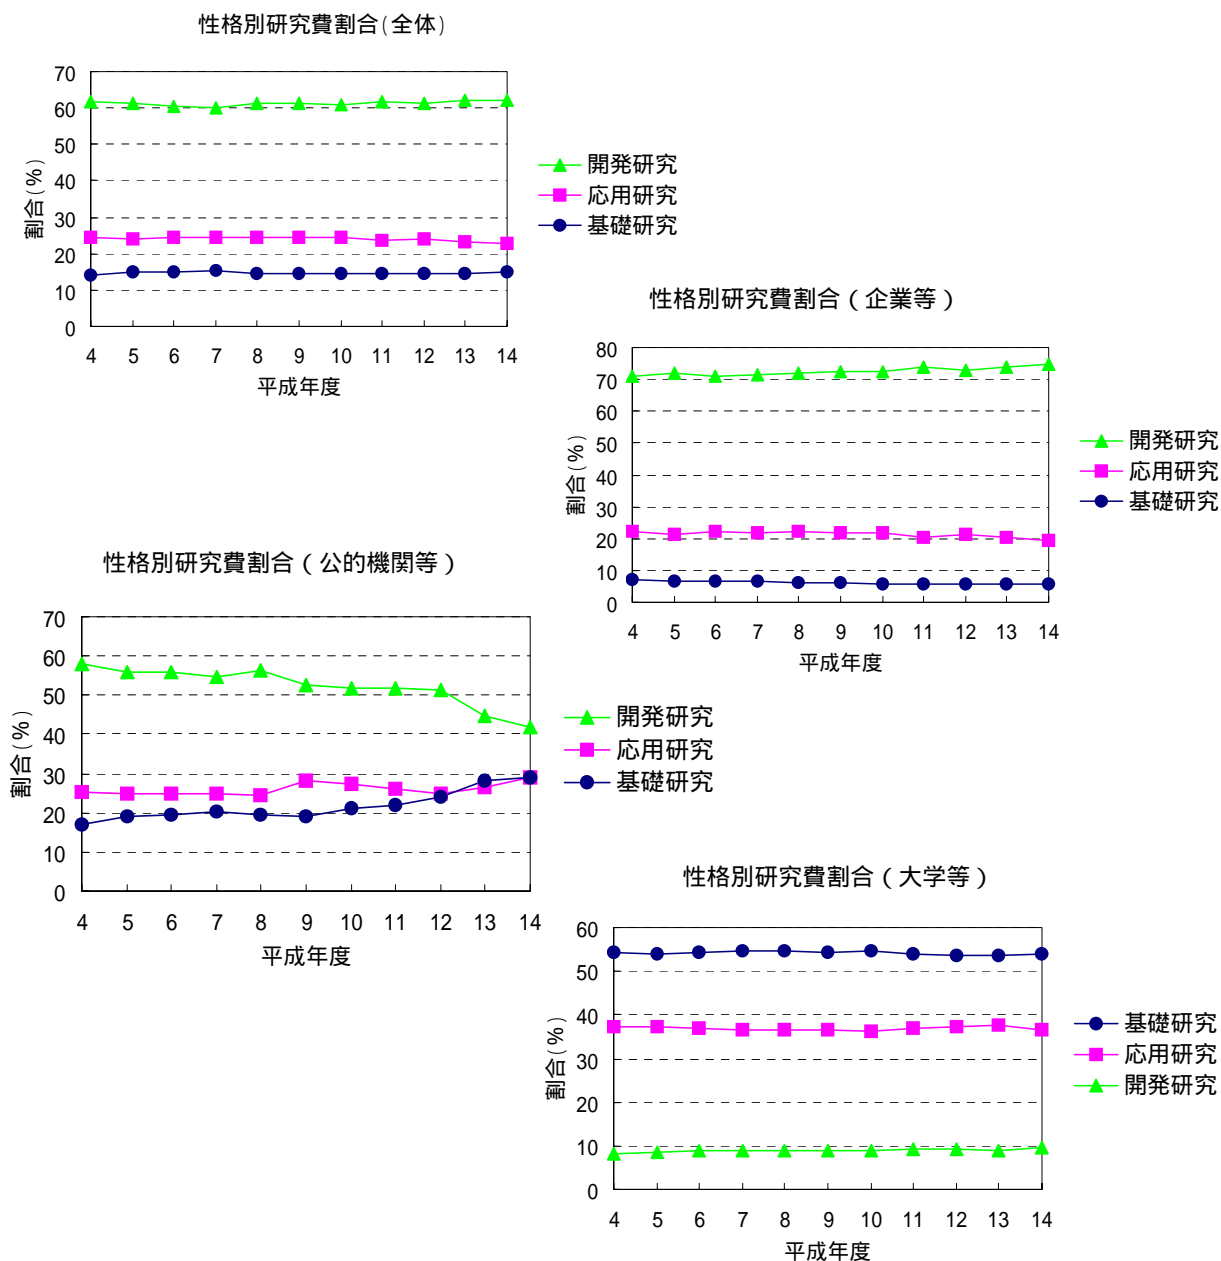 性格別研究費割合(全体)
70
60
50
40
30
20
10
0
割合(%)
4 5 6 7 8 9 10 11 12 13 14
平成年度
開発研究
応用研究
基礎研究
性格別研究費割合(企業等)
80
70
60
50
40
30
20
10
0
割合(%)
4 5 6 7 8 9 10 11 12 13 14
平成年度
開発研究
応用研究
基礎研究
性格別研究費割合(公的機関等)
70
60
50
40
30
20
10
0
割合(%)
4 5 6 7 8 9 10 11 12 13 14
平成年度
開発研究
応用研究
基礎研究
性格別研究費割合(大学等)
60
50
40
30
20
10
0
割合(%)
4 5 6 7 8 9 10 11 12 13 14
平成年度
基礎研究
応用研究
開発研究